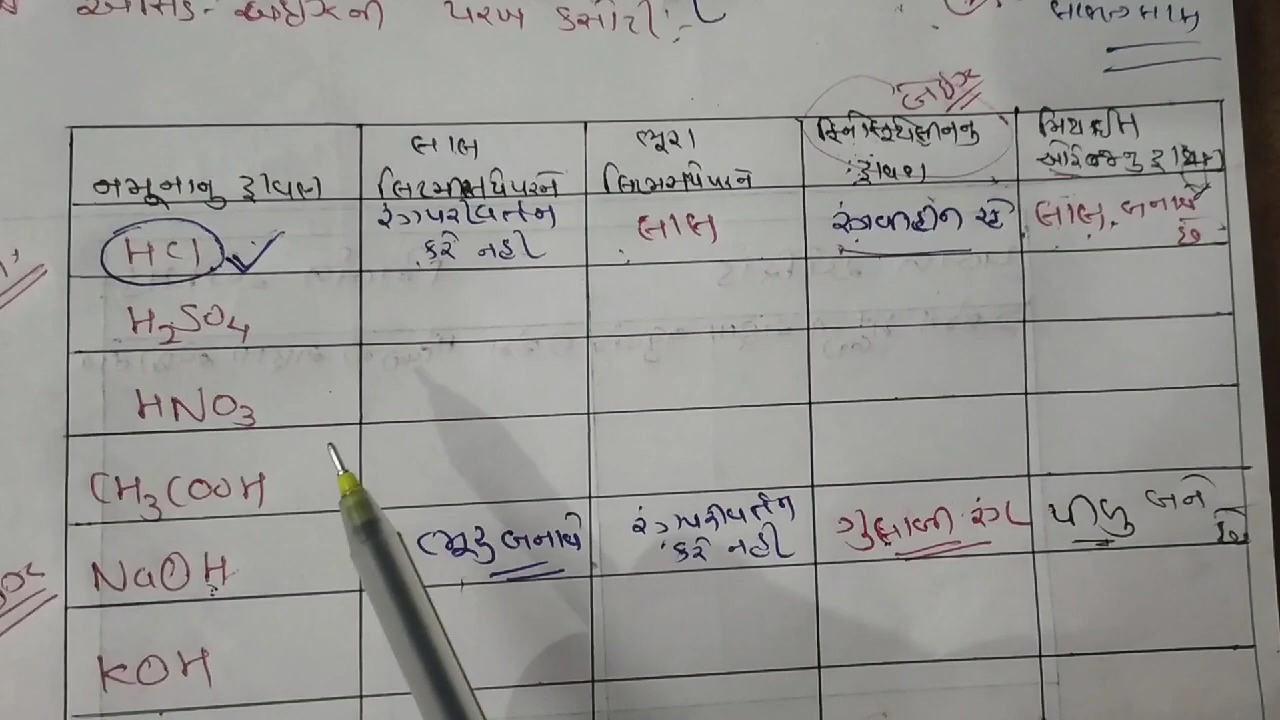 એસિડ-બેઇઝની પરખ કસોટી:-
લાલ
બેઇઝ
નમૂનાનું દ્રાવણ
લાલ
લિટમસપેપરને
ભૂરા
લિટમસપેપરને
ફિનોલ્ફ્થેલીનનુ
દ્રાવણ
મિથાઈલ
ઓરેન્જનુ દ્રાવણ
HCl
રંગપરીવર્તન
કરે નહી
લાલ
રંગવીહીન રહે
લાલ બનાવે
છે
H2SO4
HNO3
CH3COOH
NaOH
ભૂરુ બનાવે
રંગપરીવર્તન
કરે નહી
ગુલાબી રંગ
પીળુ બને
છે
KOH